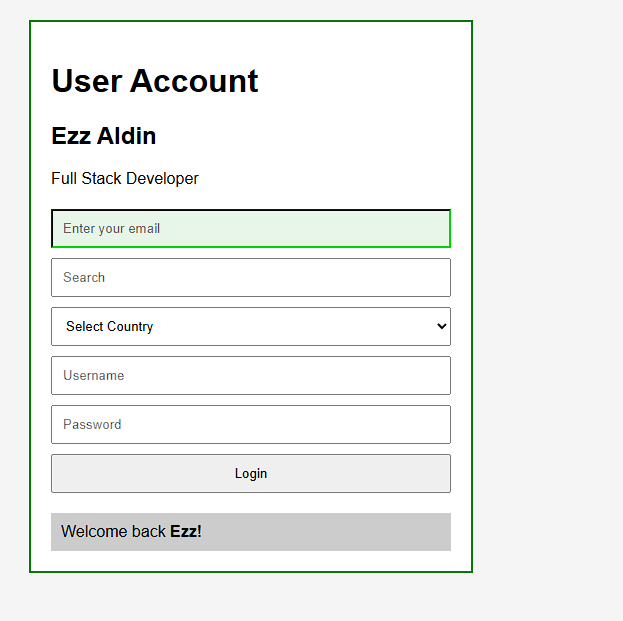 User Account
Ezz Aldin
Full Stack Developer
Enter your email
Search
Select Country
Username
Password
Login
Welcome back Ezz!